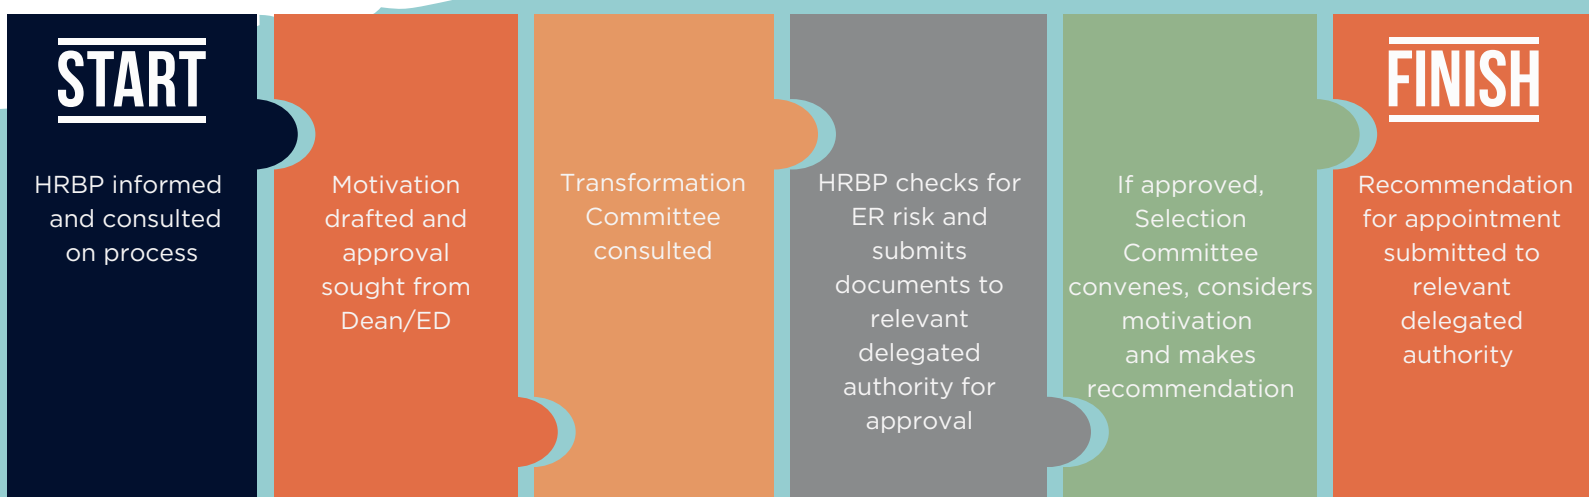 START
HRBP informed
and consulted
on process
Motivation
drafted and
approval
sought from
Dean/ED
Transformation
Committee
consulted
HRBP checks for
ER risk and
submits
documents to
relevant
delegated
authority for
approval
If approved,
Selection
Committee
convenes, considers
motivation
and makes
recommendation
FINISH
Recommendation
for appointment
submitted to
relevant
delegated
authority